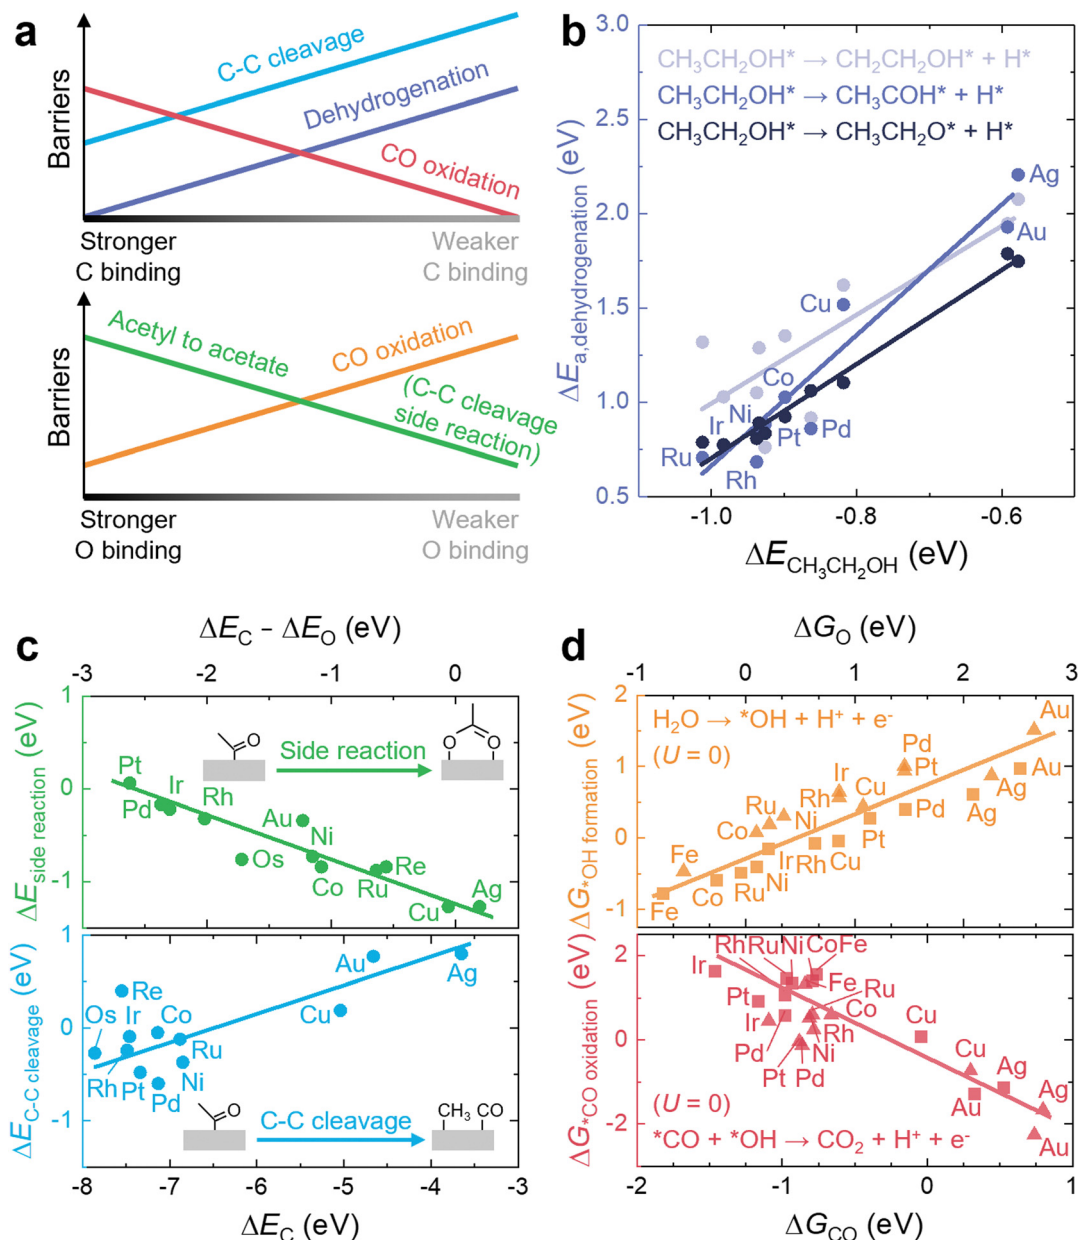 a
Barriers
C-C cleavage
Dehydrogenation
CO oxidation
Stronger
C binding
Weaker
C binding
Barriers
Acetyl to acetate
CO oxidation
(C-C cleavage
side reaction)
Stronger
O binding
Weaker
O binding
b
ΔEa,dehydrogenation (eV)
3.0
2.5
2.0
1.5
1.0
0.5
CH₃CH₂OH* → CH₂CH₂OH* + H*
CH₃CH₂OH* → CH₃COH* + H*
CH₃CH₂OH* → CH₃CH₂O* + H*
Ag
Au
Cu
Co
Ni
Ir
Pt
Pd
Ru
Rh
-1.0
-0.8
-0.6
ΔECH₃CH₂OH (eV)
c
ΔEC – ΔEO (eV)
-3
-2
-1
0
ΔEside reaction (eV)
1
0
-1
O
Side reaction
O
O
Pt
Pd
Ir
Rh
Au
Ni
Os
Co
Ru
Re
Cu
Ag
ΔEC-C cleavage (eV)
1
0
-1
Au
Ag
Cu
Re
Os
Ir
Co
Ru
Rh
Pt
Pd
Ni
O
C-C cleavage
CH₃
CO
-8
-7
-6
-5
-4
-3
ΔEC (eV)
d
ΔGO (eV)
-1
0
1
2
3
ΔG*OH formation (eV)
2
1
0
-1
H₂O → *OH + H⁺ + e⁻
(U = 0)
Au
Pd
Pt
Ir
Rh
Cu
Au
Ag
Ru
Ni
Co
Pd
Ag
Pt
Fe
Ir
Rh
Cu
Fe
Co
Ru
Ni
ΔG*CO oxidation (eV)
2
0
-2
Rh
Ru
Ni
Co
Fe
Ir
Fe
Ru
Pt
Co
Ir
Rh
Cu
Pd
Ni
Pt
Pd
Cu
Ag
Ag
Au
Au
(U = 0)
*CO + *OH → CO₂ + H⁺ + e⁻
-2
-1
0
1
ΔGCO (eV)